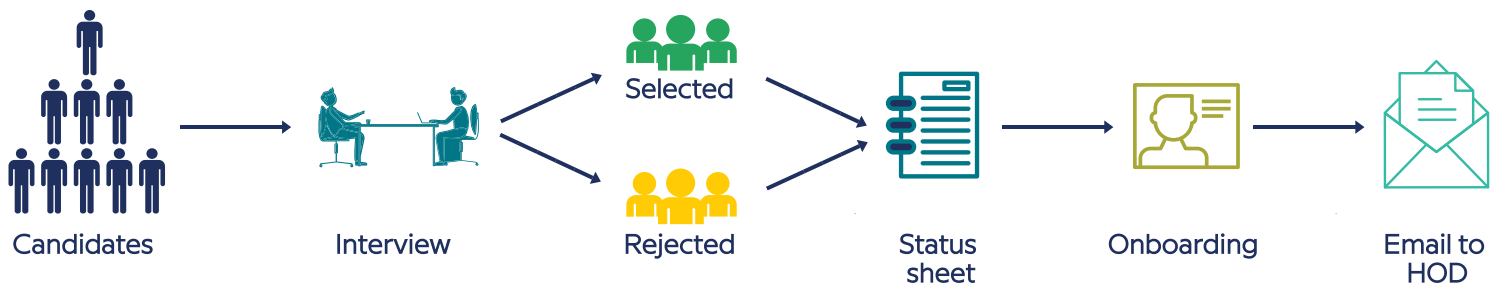 Selected
Candidates
Interview
Rejected
Status
sheet
Onboarding
Email to
HOD